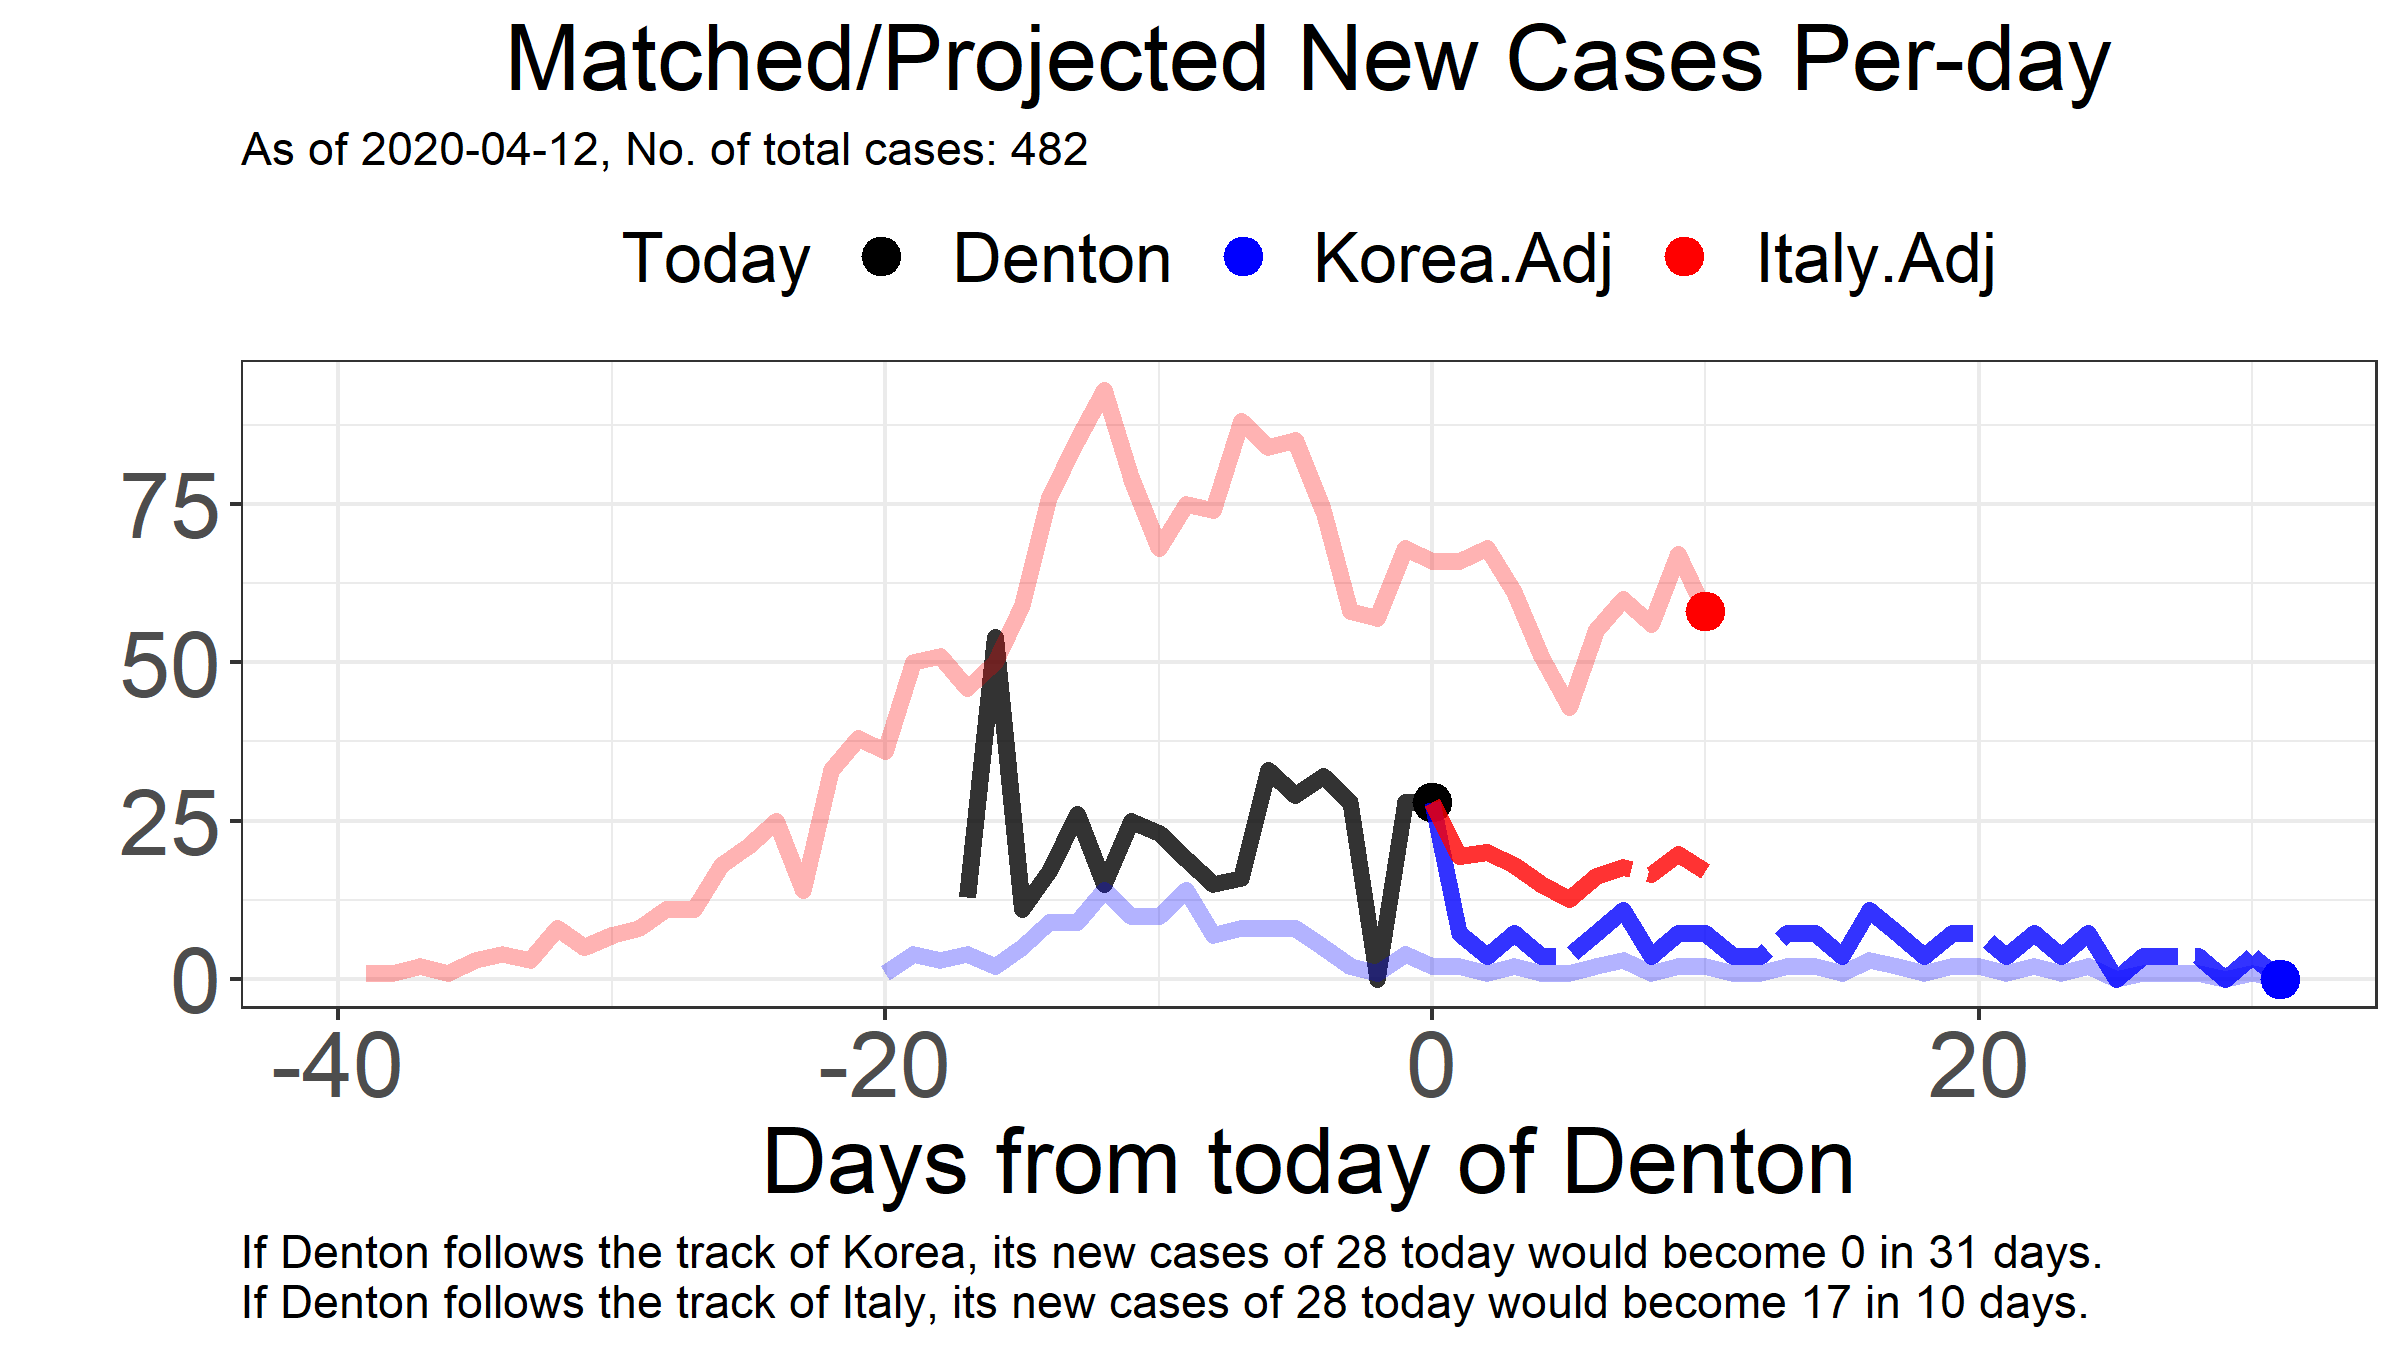 Matched/Projected New Cases Per-day
As of 2020-04-12, No. of total cases: 482
Today Denton Korea.Adj Italy.Adj
75
50
25
0
-40 -20 0 20
Days from today of Denton
If Denton follows the track of Korea, its new cases of 28 today would become 0 in 31 days.
If Denton follows the track of Italy, its new cases of 28 today would become 17 in 10 days.